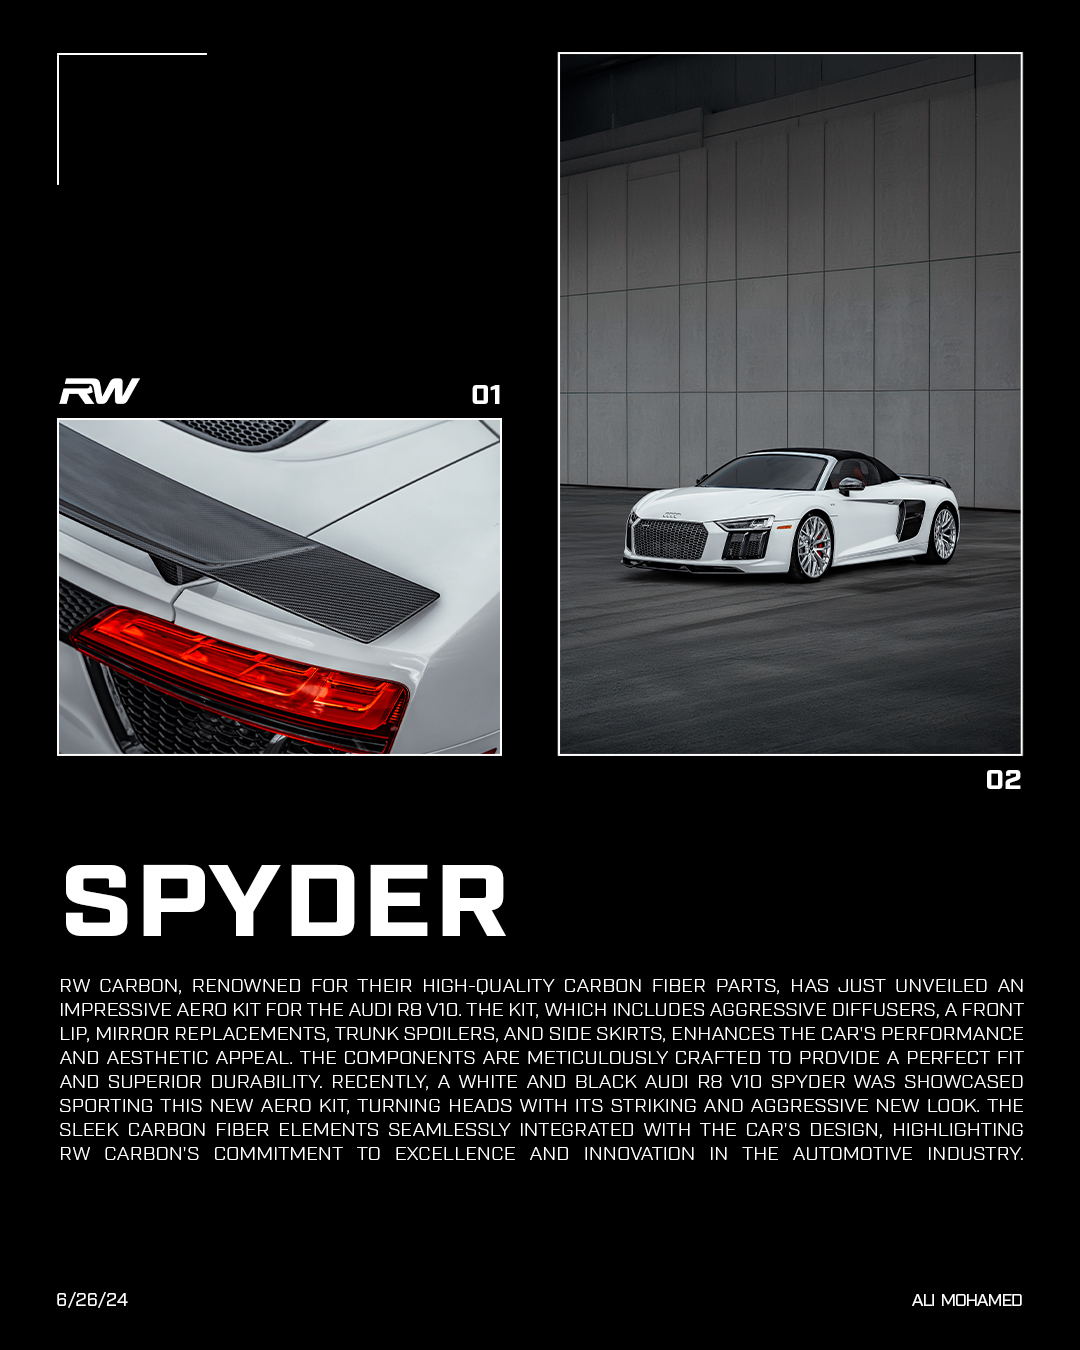 RW
01
02
SPYDER
RW CARBON, RENOWNED FOR THEIR HIGH-QUALITY CARBON FIBER PARTS, HAS JUST UNVEILED AN
IMPRESSIVE AERO KIT FOR THE AUDI R8 V10. THE KIT, WHICH INCLUDES AGGRESSIVE DIFFUSERS, A FRONT
LIP, MIRROR REPLACEMENTS, TRUNK SPOILERS, AND SIDE SKIRTS, ENHANCES THE CAR'S PERFORMANCE
AND AESTHETIC APPEAL. THE COMPONENTS ARE METICULOUSLY CRAFTED TO PROVIDE A PERFECT FIT
AND SUPERIOR DURABILITY. RECENTLY, A WHITE AND BLACK AUDI R8 V10 SPYDER WAS SHOWCASED
SPORTING THIS NEW AERO KIT, TURNING HEADS WITH ITS STRIKING AND AGGRESSIVE NEW LOOK. THE
SLEEK CARBON FIBER ELEMENTS SEAMLESSLY INTEGRATED WITH THE CAR'S DESIGN, HIGHLIGHTING
RW CARBON'S COMMITMENT TO EXCELLENCE AND INNOVATION IN THE AUTOMOTIVE INDUSTRY.
6/26/24
ALI MOHAMED